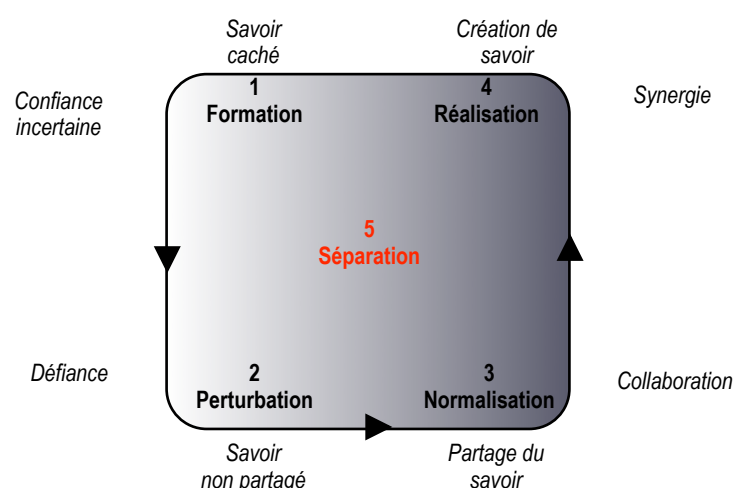 Savoir
caché
Création de
savoir
Confiance
incertaine
1
Formation
4
Réalisation
Synergie
5
Séparation
Défiance
2
Perturbation
3
Normalisation
Collaboration
Savoir
non partagé
Partage du
savoir